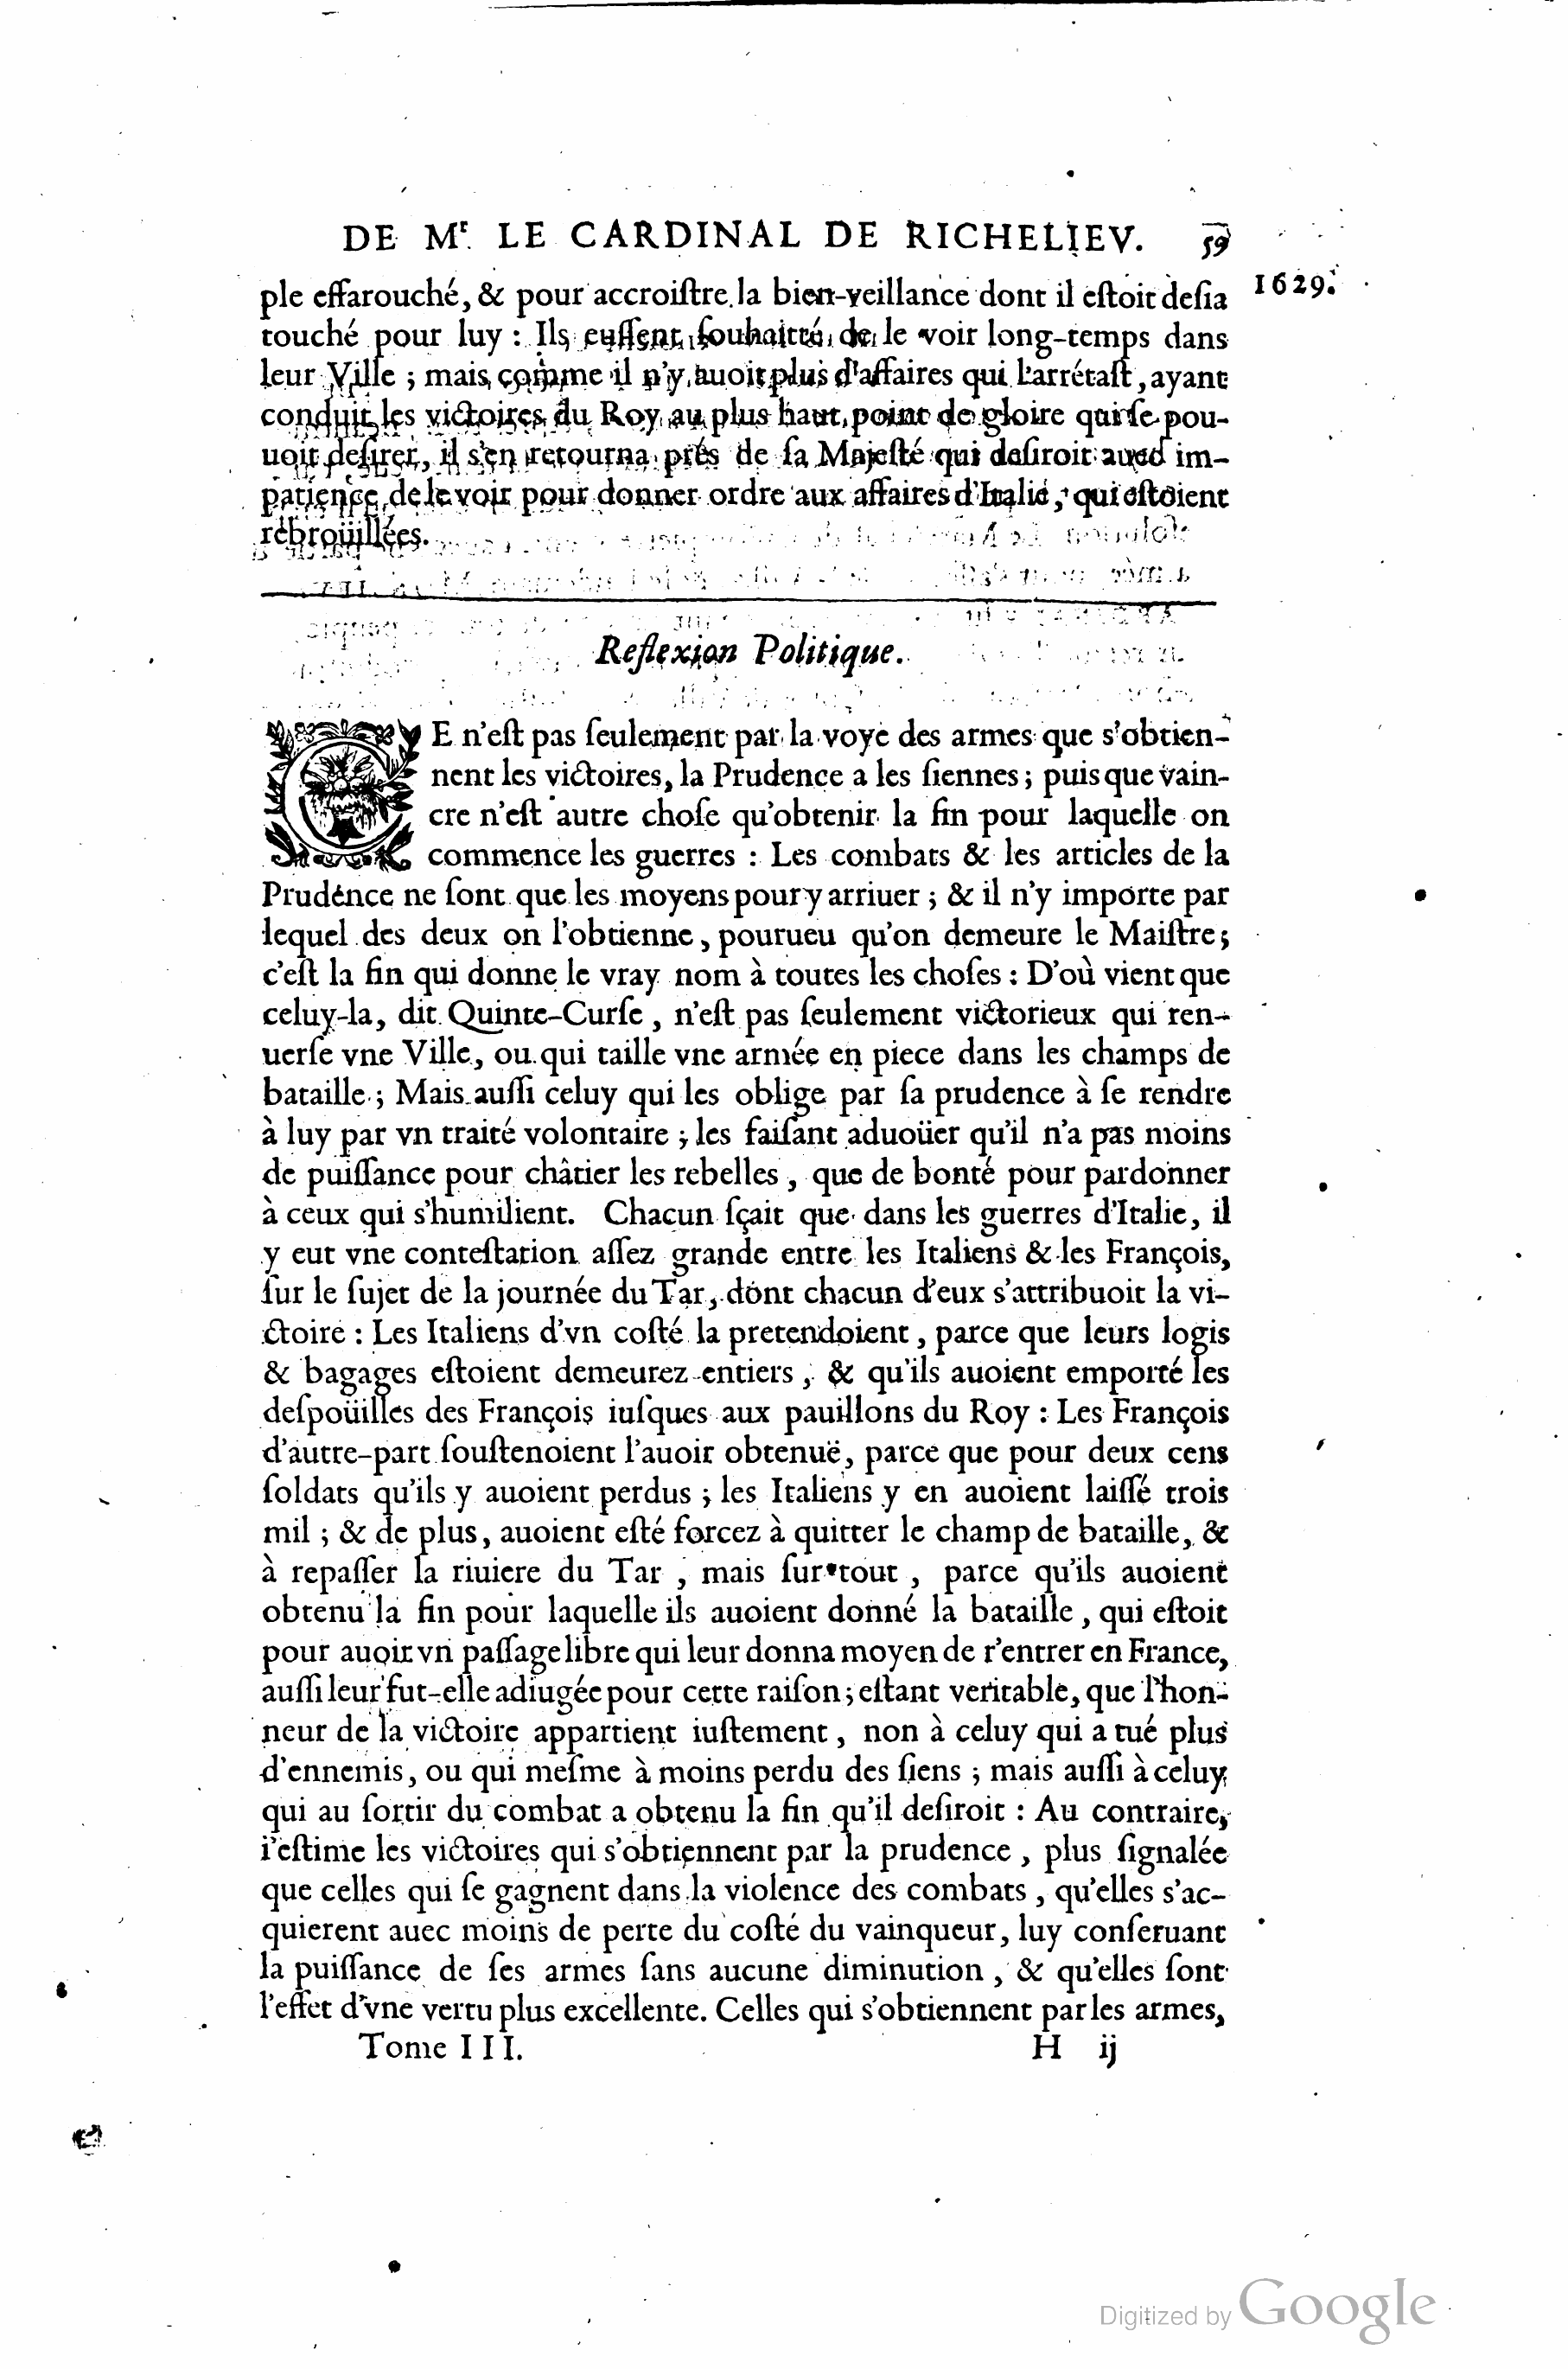 DE Mr. LE CARDINAL DE RICHELIEV. 59
1629.
ple effarouché, & pour accroiſtre la bien-veillance dont il eſtoit deſia
touché pour luy : Ils euſſent ſouhaitté de le voir long-temps dans
leur Ville ; mais comme il n'y auoit plus d'affaires qui l'arrétaſt, ayant
conduit les victoires du Roy au plus haut point de gloire qui ſe pou-
uoit deſirer, il s'en retourna prés de ſa Majeſté qui deſiroit auec im-
patience de le voir pour donner ordre aux affaires d'Italie, qui eſtoient
rébroüillées.
Reflexion Politique.
CE n'eſt pas ſeulement par la voye des armes que s'obtien-
nent les victoires, la Prudence a les ſiennes ; puis que vain-
cre n'eſt autre choſe qu'obtenir la fin pour laquelle on
commence les guerres : Les combats & les articles de la
Prudence ne ſont que les moyens pour y arriuer ; & il n'y importe par
lequel des deux on l'obtienne, pourueu qu'on demeure le Maiſtre ;
c'eſt la fin qui donne le vray nom à toutes les choſes : D'où vient que
celuy-la, dit Quinte-Curſe, n'eſt pas ſeulement victorieux qui ren-
uerſe vne Ville, ou qui taille vne armée en piece dans les champs de
bataille ; Mais auſſi celuy qui les oblige par ſa prudence à ſe rendre
à luy par vn traité volontaire ; les faiſant aduoüer qu'il n'a pas moins
de puiſſance pour châtier les rebelles, que de bonté pour pardonner
à ceux qui s'humilient. Chacun ſçait que dans les guerres d'Italie, il
y eut vne conteſtation aſſez grande entre les Italiens & les François,
ſur le ſujet de la journée du Tar, dont chacun d'eux s'attribuoit la vi-
ctoire : Les Italiens d'vn coſté la pretendoient, parce que leurs logis
& bagages eſtoient demeurez entiers, & qu'ils auoient emporté les
deſpoüilles des François iuſques aux pauillons du Roy : Les François
d'autre-part ſouſtenoient l'auoir obtenuë, parce que pour deux cens
ſoldats qu'ils y auoient perdus ; les Italiens y en auoient laiſſé trois
mil ; & de plus, auoient eſté forcez à quitter le champ de bataille, &
à repaſſer la riuiere du Tar, mais ſur tout, parce qu'ils auoient
obtenu la fin pour laquelle ils auoient donné la bataille, qui eſtoit
pour auoir vn paſſage libre qui leur donna moyen de r'entrer en France,
auſſi leur fut-elle adiugée pour cette raiſon ; eſtant veritable, que l'hon-
neur de la victoire appartient iuſtement, non à celuy qui a tué plus
d'ennemis, ou qui meſme à moins perdu des ſiens ; mais auſſi à celuy
qui au ſortir du combat a obtenu la fin qu'il deſiroit : Au contraire,
i'eſtime les victoires qui s'obtiennent par la prudence, plus ſignalée
que celles qui ſe gagnent dans la violence des combats, qu'elles s'ac-
quierent auec moins de perte du coſté du vainqueur, luy conſeruant
la puiſſance de ſes armes ſans aucune diminution, & qu'elles ſont
l'effet d'vne vertu plus excellente. Celles qui s'obtiennent par les armes,
Tome III. H ij
Digitized by Google